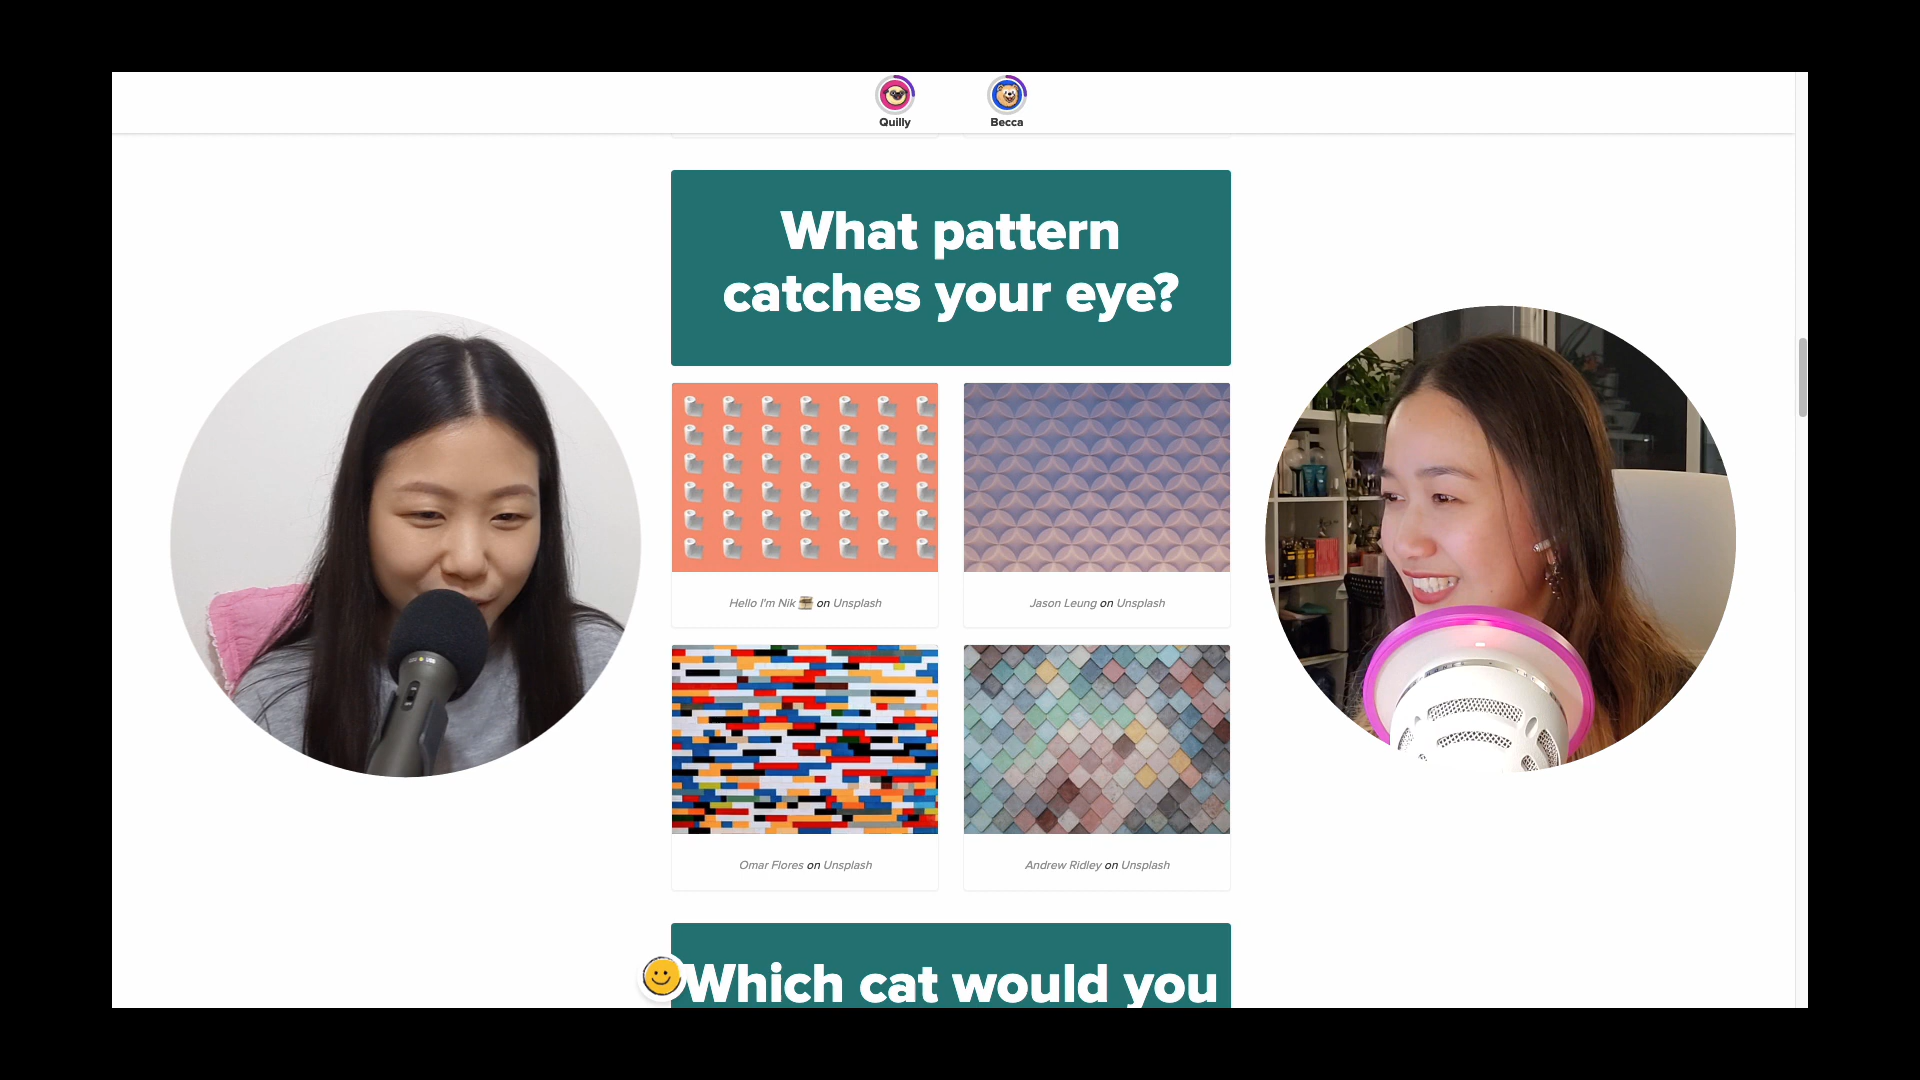 Quilly
Becca
What pattern
catches your eye?
Hello I'm Nik on Unsplash
Jason Leung on Unsplash
Omar Flores on Unsplash
Andrew Ridley on Unsplash
Which cat would you